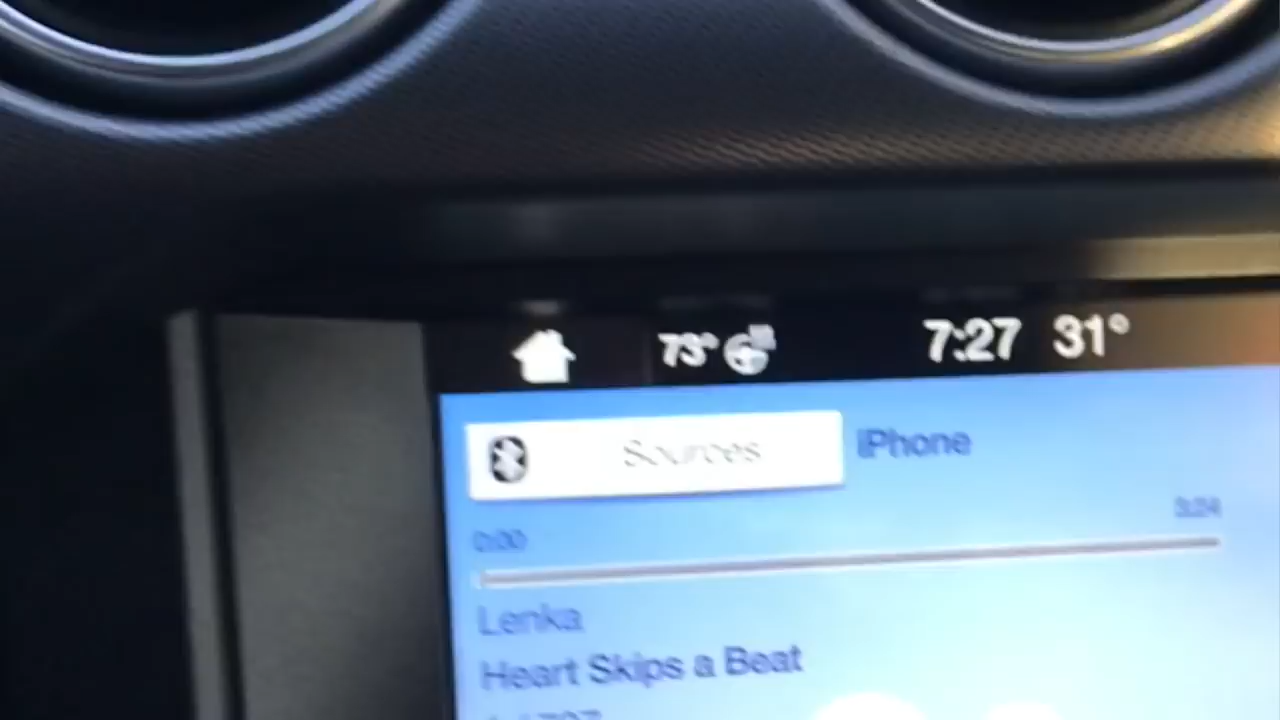 73° 7:27 31°
Sources iPhone
0:00 3:24
Lenka
Heart Skips a Beat